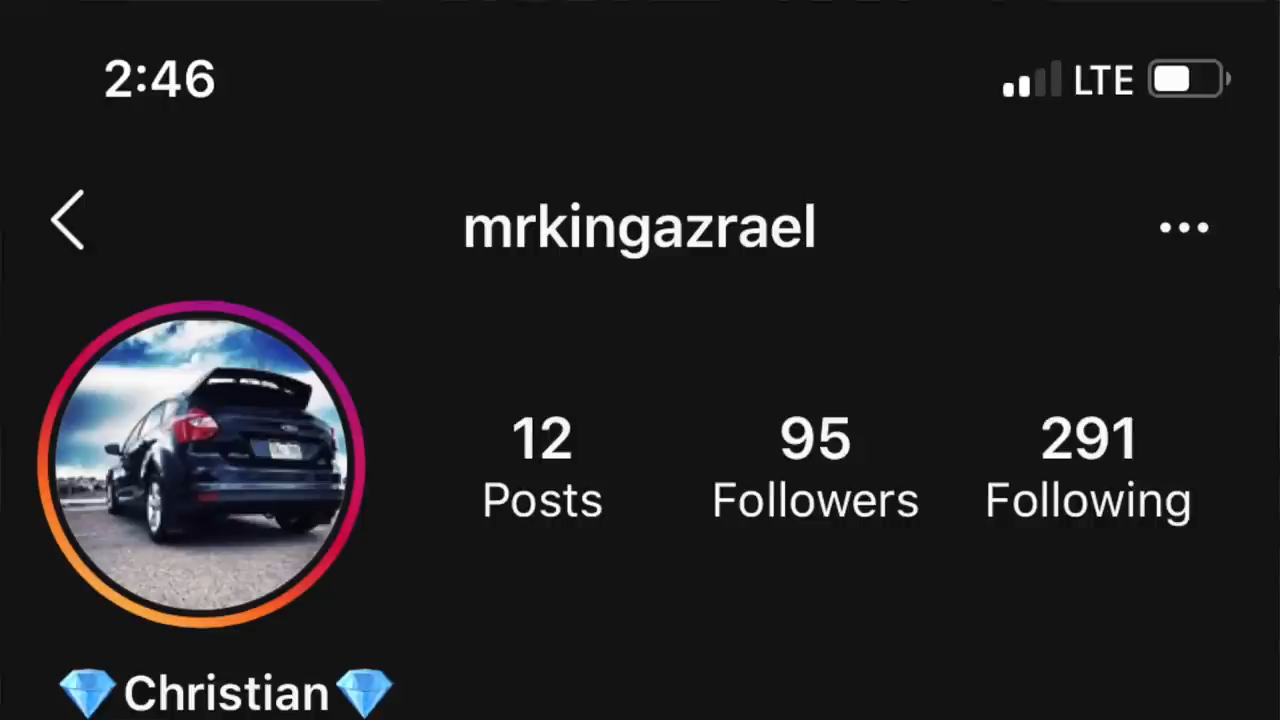 2:46 LTE
mrkingazrael
12 95 291
Posts Followers Following
💎Christian💎